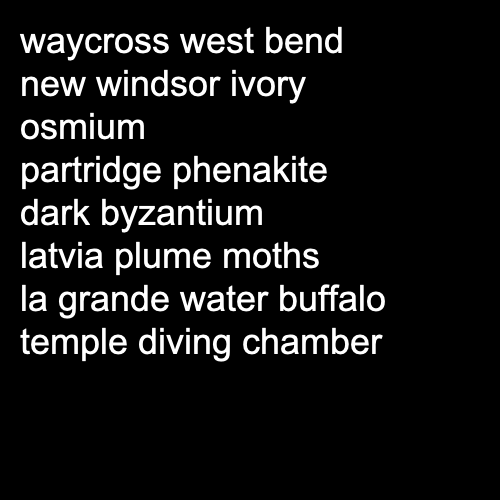 waycross west bend
new windsor ivory
osmium
partridge phenakite
dark byzantium
latvia plume moths
la grande water buffalo
temple diving chamber